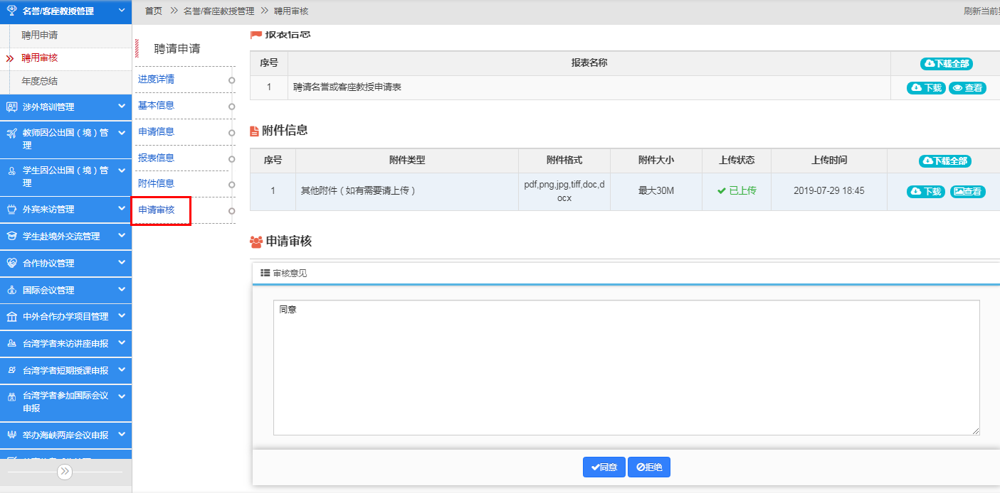 名誉/客座教授管理
首页 名誉/客座教授管理 聘用审核
刷新当前
聘用申请
聘用审核
年度总结
涉外培训管理
教师因公出国（境）管
理
学生因公出国（境）管
理
外宾来访管理
学生赴境外交流管理
合作协议管理
国际会议管理
中外合作办学项目管理
台湾学者来访讲座申报
台湾学者短期授课申报
台湾学者参加国际会议
申报
举办海峡两岸会议申报
聘请申请
进度详情
基本信息
申请信息
报表信息
附件信息
申请审核
报表信息
序号 报表名称 下载全部
1 聘请名誉或客座教授申请表 下载 查看
附件信息
序号 附件类型 附件格式 附件大小 上传状态 上传时间 下载全部
1 其他附件（如有需要请上传） pdf,png,jpg,tiff,doc,d
ocx 最大30M 已上传 2019-07-29 18:45 下载 查看
申请审核
审核意见
同意
同意 拒绝